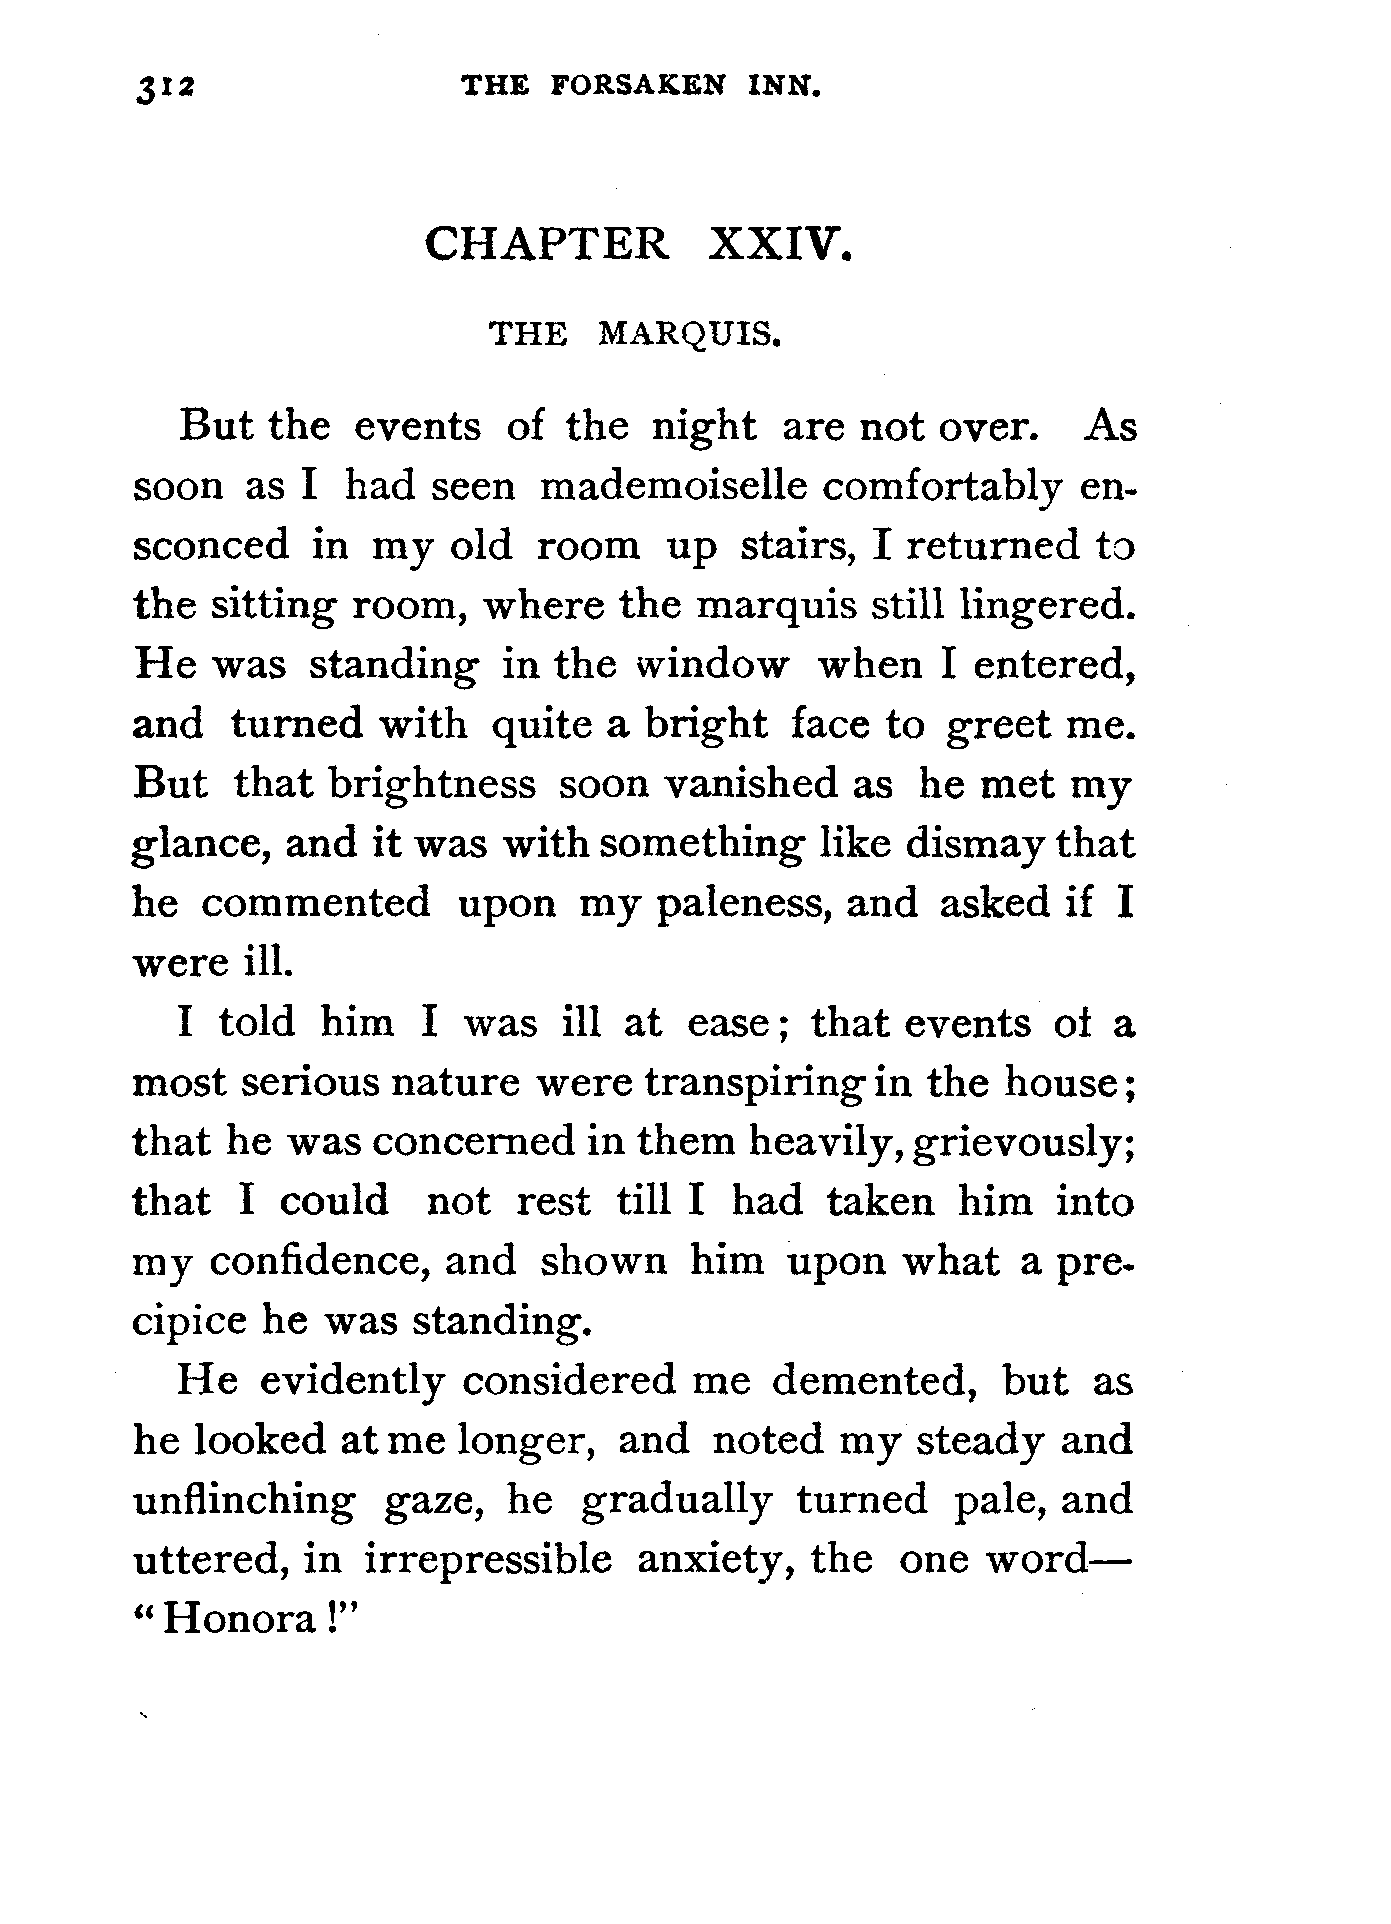 312 THE FORSAKEN INN.
CHAPTER XXIV.
THE MARQUIS.
But the events of the night are not over. As
soon as I had seen mademoiselle comfortably en-
sconced in my old room up stairs, I returned to
the sitting room, where the marquis still lingered.
He was standing in the window when I entered,
and turned with quite a bright face to greet me.
But that brightness soon vanished as he met my
glance, and it was with something like dismay that
he commented upon my paleness, and asked if I
were ill.
I told him I was ill at ease; that events of a
most serious nature were transpiring in the house;
that he was concerned in them heavily, grievously;
that I could not rest till I had taken him into
my confidence, and shown him upon what a pre-
cipice he was standing.
He evidently considered me demented, but as
he looked at me longer, and noted my steady and
unflinching gaze, he gradually turned pale, and
uttered, in irrepressible anxiety, the one word—
“Honora!”